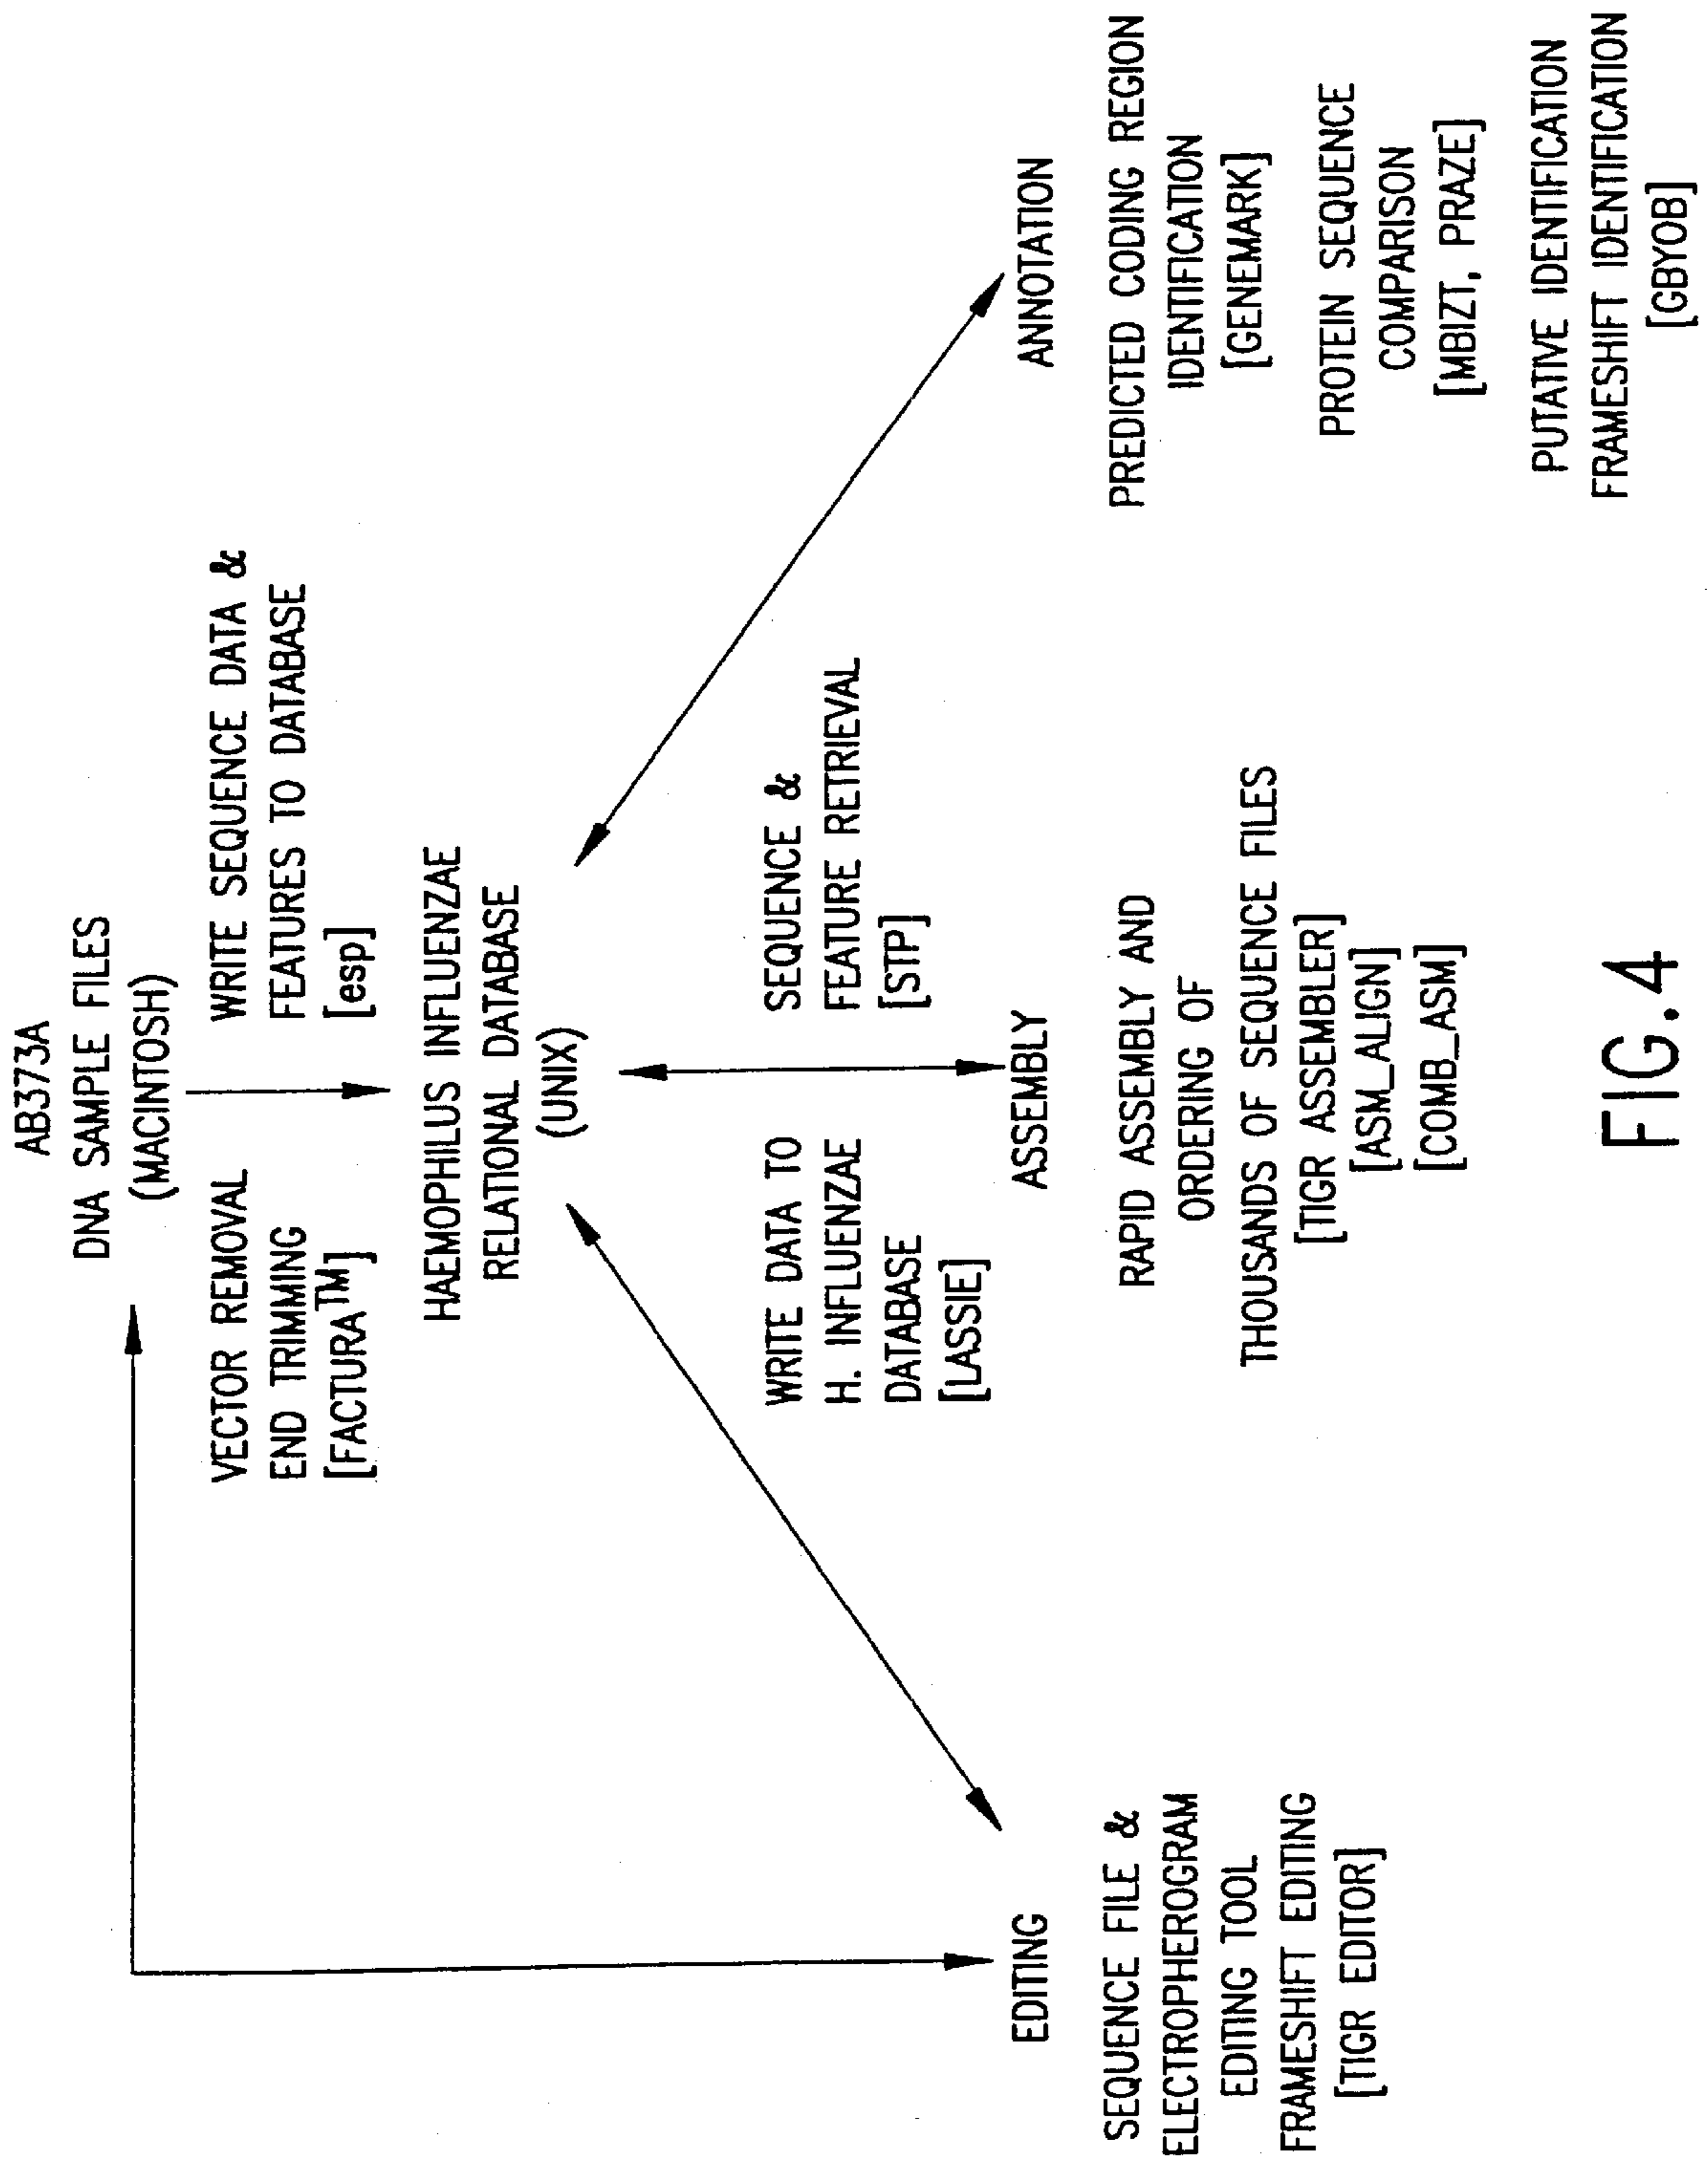 AB373A
DNA SAMPLE FILES
(MACINTOSH)
VECTOR REMOVAL
END TRIMMING
[FACTURA™]
WRITE SEQUENCE DATA &
FEATURES TO DATABASE
[esp]
HAEMOPHILUS INFLUENZAE
RELATIONAL DATABASE
(UNIX)
WRITE DATA TO
H. INFLUENZAE
DATABASE
[LASSIE]
SEQUENCE &
FEATURE RETRIEVAL
[STP]
EDITING
SEQUENCE FILE &
ELECTROPHEROGRAM
EDITING TOOL
FRAMESHIFT EDITING
[TIGR EDITOR]
ASSEMBLY
RAPID ASSEMBLY AND
ORDERING OF
THOUSANDS OF SEQUENCE FILES
[TIGR ASSEMBLER]
[ASM_ALIGN]
[COMB_ASM]
ANNOTATION
PREDICTED CODING REGION
IDENTIFICATION
[GENEMARK]
PROTEIN SEQUENCE
COMPARISON
[MBIZT, PRAZE]
PUTATIVE IDENTIFICATION
FRAMESHIFT IDENTIFICATION
[GBYOB]
FIG.4